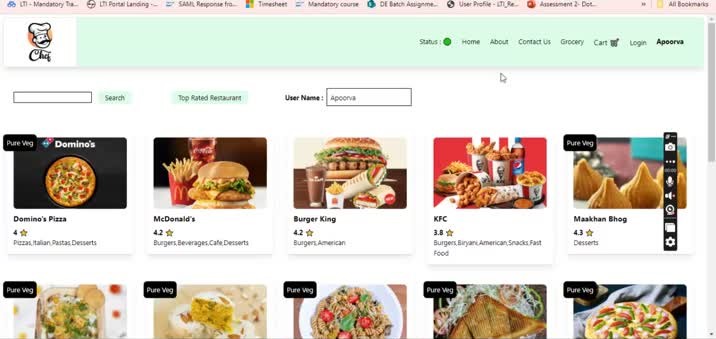 LTI - Mandatory Tra...
LTI Portal Landing -...
SAML Response fro...
Timesheet
Mandatory course
DE Batch Assignme...
User Profile - LTI_Re...
Assessment 2- Dot...
»
All Bookmarks
Chef
Status :
Home
About
Contact Us
Grocery
Cart
Login
Apoorva
Search
Top Rated Restaurant
User Name :
Apoorva
Pure Veg
Domino's
Pure Veg
Domino's Pizza
4
Pizzas,Italian,Pastas,Desserts
McDonald's
4.2
Burgers,Beverages,Cafe,Desserts
Burger King
4.2
Burgers,American
KFC
3.8
Burgers,Biryani,American,Snacks,Fast
Food
Maakhan Bhog
4.3
Desserts
00:00
Pure Veg
Pure Veg
Pure Veg
Pure Veg